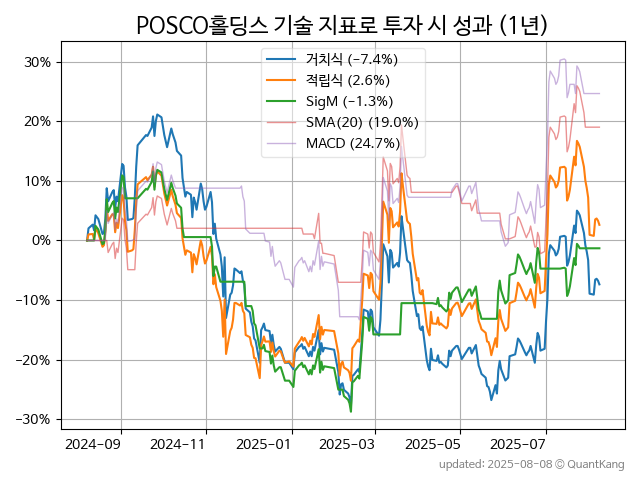 POSCO홀딩스 기술 지표로 투자 시 성과 (1년)
거치식 (−7.4%)
적립식 (2.6%)
SigM (−1.3%)
SMA(20) (19.0%)
MACD (24.7%)
30%
20%
10%
0%
−10%
−20%
−30%
2024-09 2024-11 2025-01 2025-03 2025-05 2025-07
updated: 2025-08-08 ⓒ QuantKang